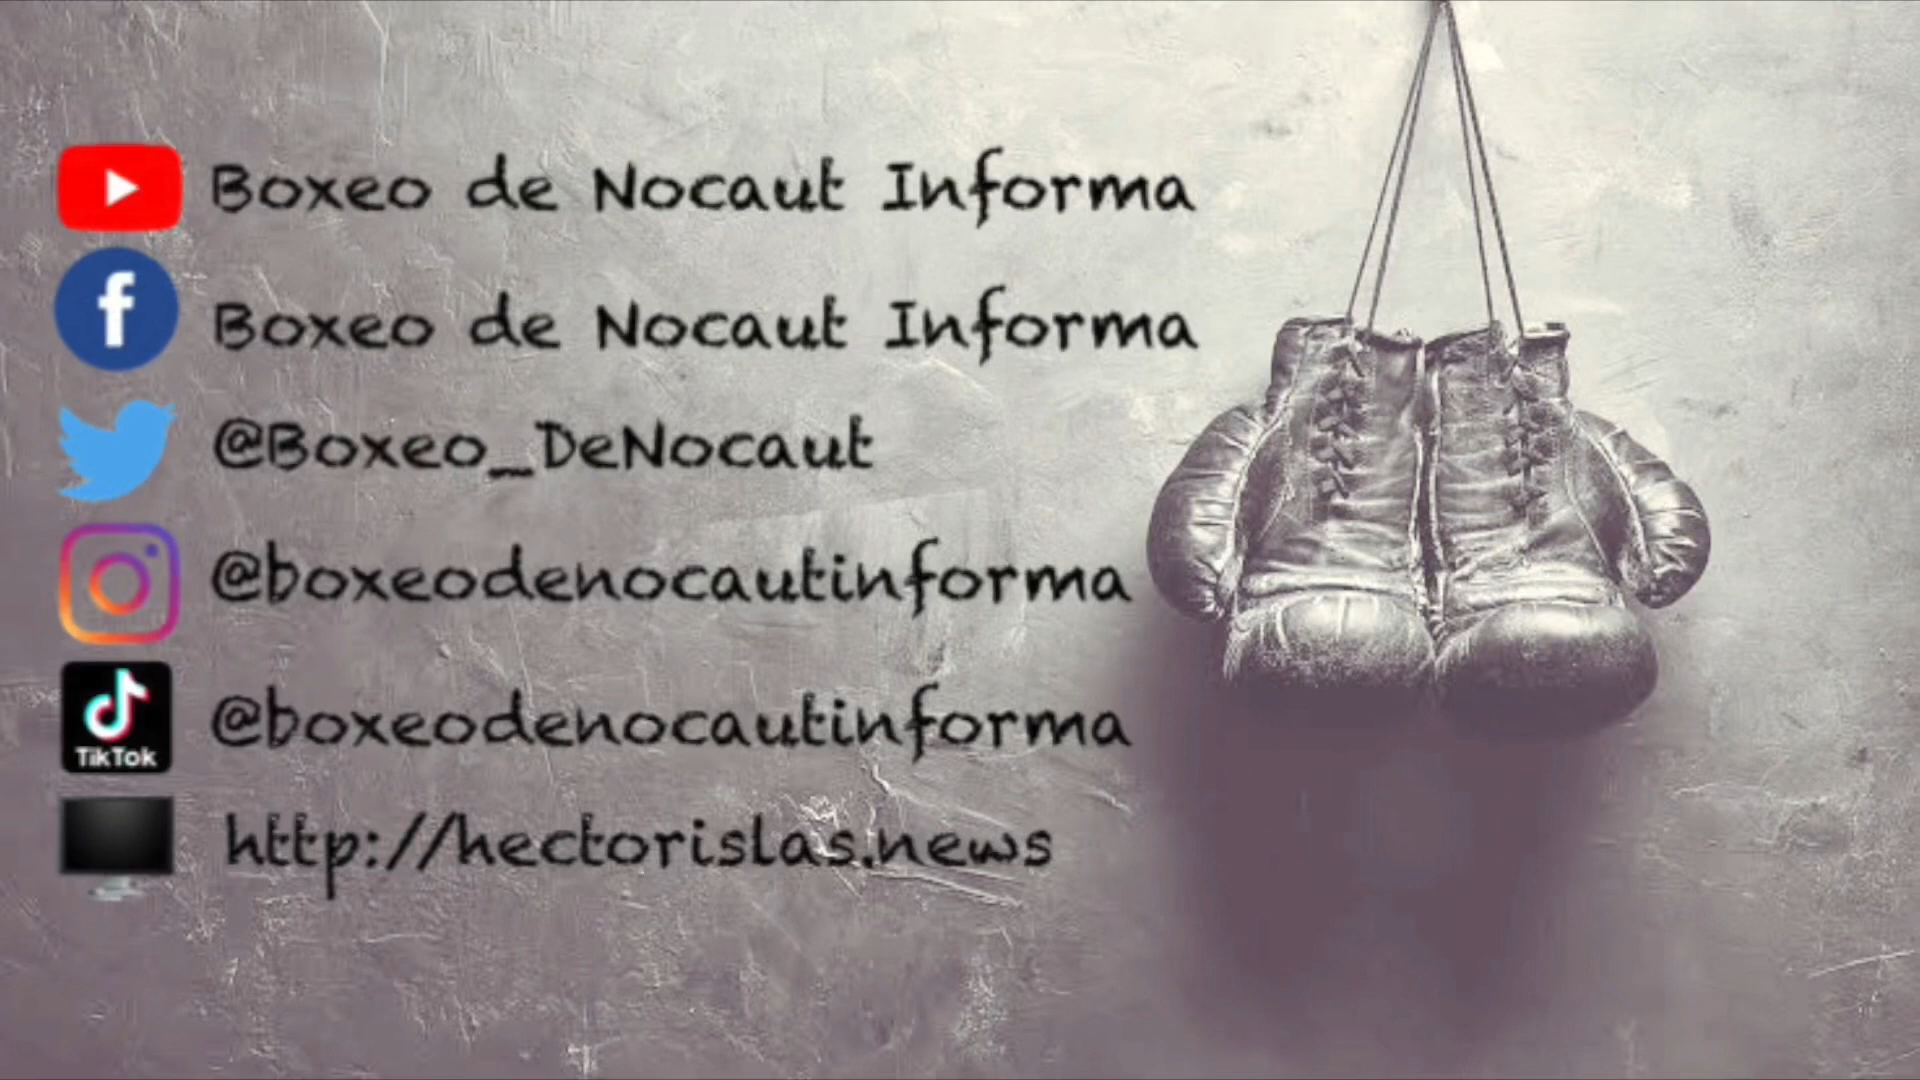 Boxeo de Nocaut Informa
Boxeo de Nocaut Informa
@Boxeo_DeNocaut
@boxeodenocautinforma
@boxeodenocautinforma
TikTok
http://hectorislas.news